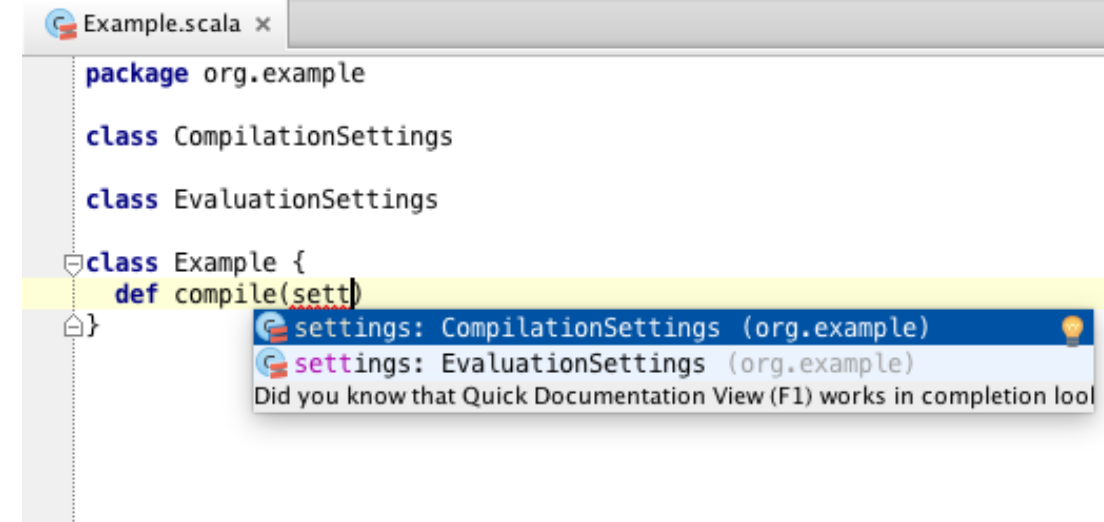 Example.scala ×
package org.example
class CompilationSettings
class EvaluationSettings
class Example {
def compile(sett)
}
settings: CompilationSettings (org.example)
settings: EvaluationSettings (org.example)
Did you know that Quick Documentation View (F1) works in completion